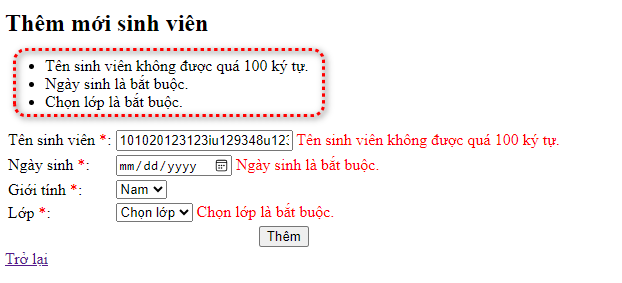 Thêm mới sinh viên
• Tên sinh viên không được quá 100 ký tự.
• Ngày sinh là bắt buộc.
• Chọn lớp là bắt buộc.
Tên sinh viên *: 101020123123iu129348u123 Tên sinh viên không được quá 100 ký tự.
Ngày sinh *: mm/dd/yyyy Ngày sinh là bắt buộc.
Giới tính *: Nam
Lớp *: Chọn lớp Chọn lớp là bắt buộc.
Thêm
Trở lại